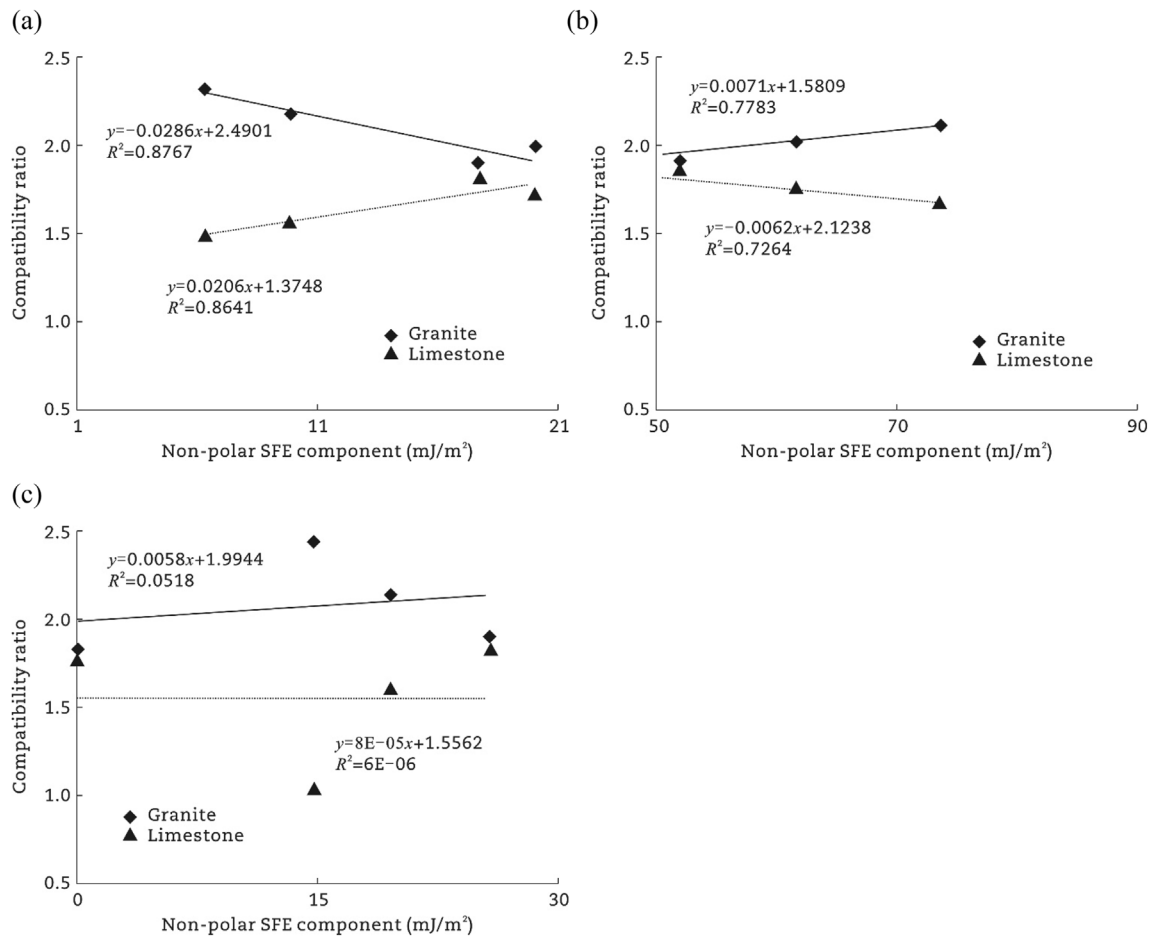 (a)
2.5
2.0
1.5
1.0
0.5
Compatibility ratio
y=−0.0286x+2.4901
R²=0.8767
y=0.0206x+1.3748
R²=0.8641
Granite
Limestone
1
11
21
Non-polar SFE component (mJ/m²)
(b)
2.5
2.0
1.5
1.0
0.5
Compatibility ratio
y=0.0071x+1.5809
R²=0.7783
y=−0.0062x+2.1238
R²=0.7264
Granite
Limestone
50
70
90
Non-polar SFE component (mJ/m²)
(c)
2.5
2.0
1.5
1.0
0.5
Compatibility ratio
y=0.0058x+1.9944
R²=0.0518
y=8E−05x+1.5562
R²=6E−06
Granite
Limestone
0
15
30
Non-polar SFE component (mJ/m²)